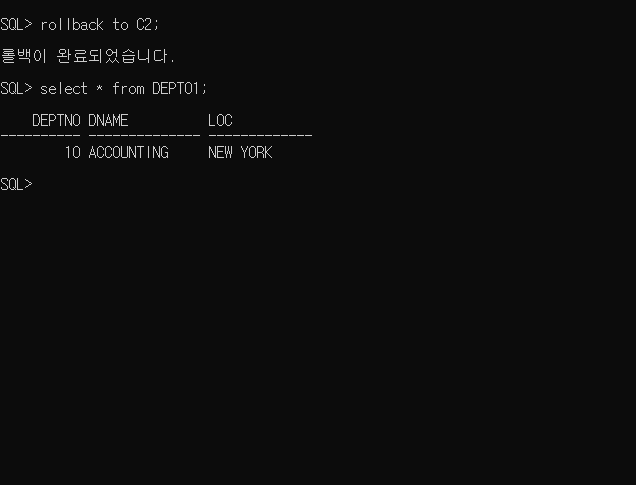 SQL> rollback to C2;
롤백이 완료되었습니다.
SQL> select * from DEPT01;
    DEPTNO DNAME          LOC
---------- -------------- -------------
        10 ACCOUNTING     NEW YORK
SQL>